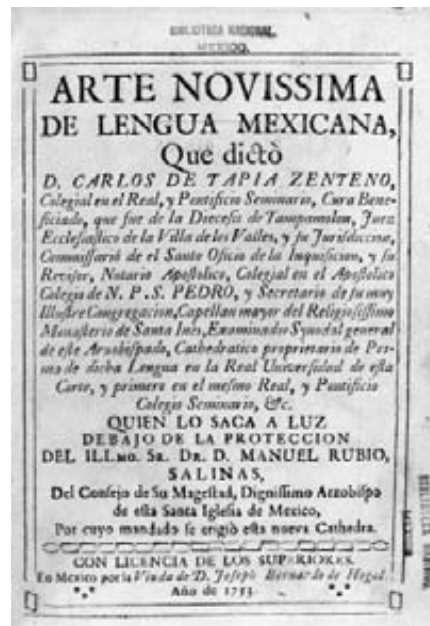 BIBLIOTECA NACIONAL
MEXICO.
ARTE NOVISSIMA
DE LENGUA MEXICANA,
Que dictò
D. CARLOS DE TAPIA ZENTENO,
Colegial en el Real, y Pontificio Seminario, Cura Bene-
ficiado, que fue de la Diocesi de Tampamolon, Juez
Ecclesiastico de la Villa de los Valles, y su Jurisdiccion,
Commissario de el Santo Oficio de la Inquisicion, y su
Revisor, Notario Apostolico, Colegial en el Apostolico
Colegio de N. P. S. PEDRO, y Secretario de su muy
Illustre Congregacion, Capellan mayor del Religiosissimo
Monasterio de Santa Inès, Examinador Synodal general
de este Arzobispado, Cathedratico proprietario de Pri-
ma de dicha Lengua en la Real Universidad de esta
Corte, y primero en el mesmo Real, y Pontificio
Colegio Seminario, &c.
QUIEN LO SACA A LUZ
DEBAJO DE LA PROTECCION
DEL ILLmo. SR. DR. D. MANUEL RUBIO,
SALINAS,
Del Consejo de Su Magestad, Dignissimo Arzobispo
de esta Santa Iglesia de Mexico,
Por cuyo mandado se erigiò esta nueva Cathedra.
CON LICENCIA DE LOS SUPERIORES.
En Mexico por la Viuda de D. Joseph Bernardo de Hogal.
Año de 1753.